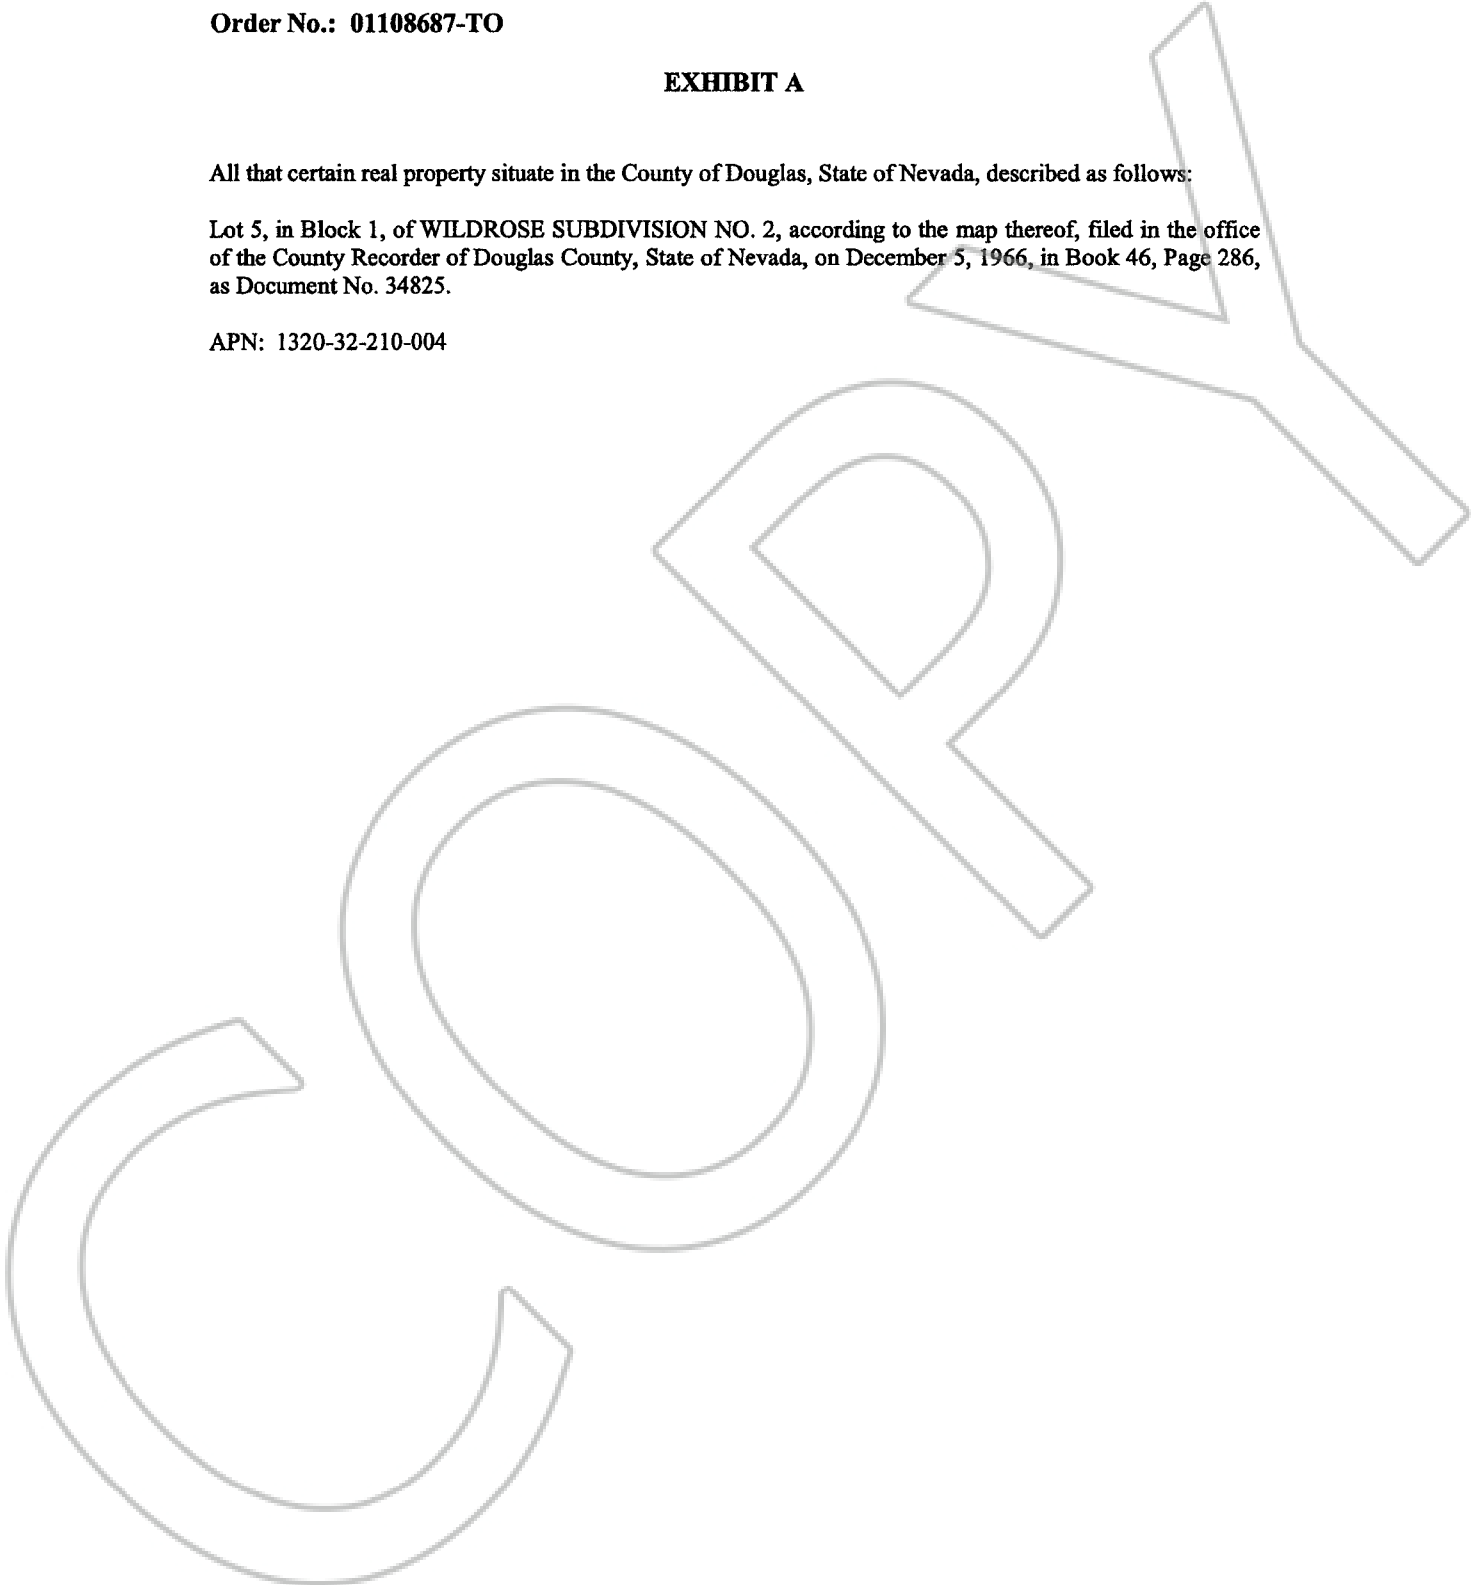 Order No.: 01108687-TO
EXHIBIT A
All that certain real property situate in the County of Douglas, State of Nevada, described as follows:
Lot 5, in Block 1, of WILDROSE SUBDIVISION NO. 2, according to the map thereof, filed in the office
of the County Recorder of Douglas County, State of Nevada, on December 5, 1966, in Book 46, Page 286,
as Document No. 34825.
APN: 1320-32-210-004
COPY